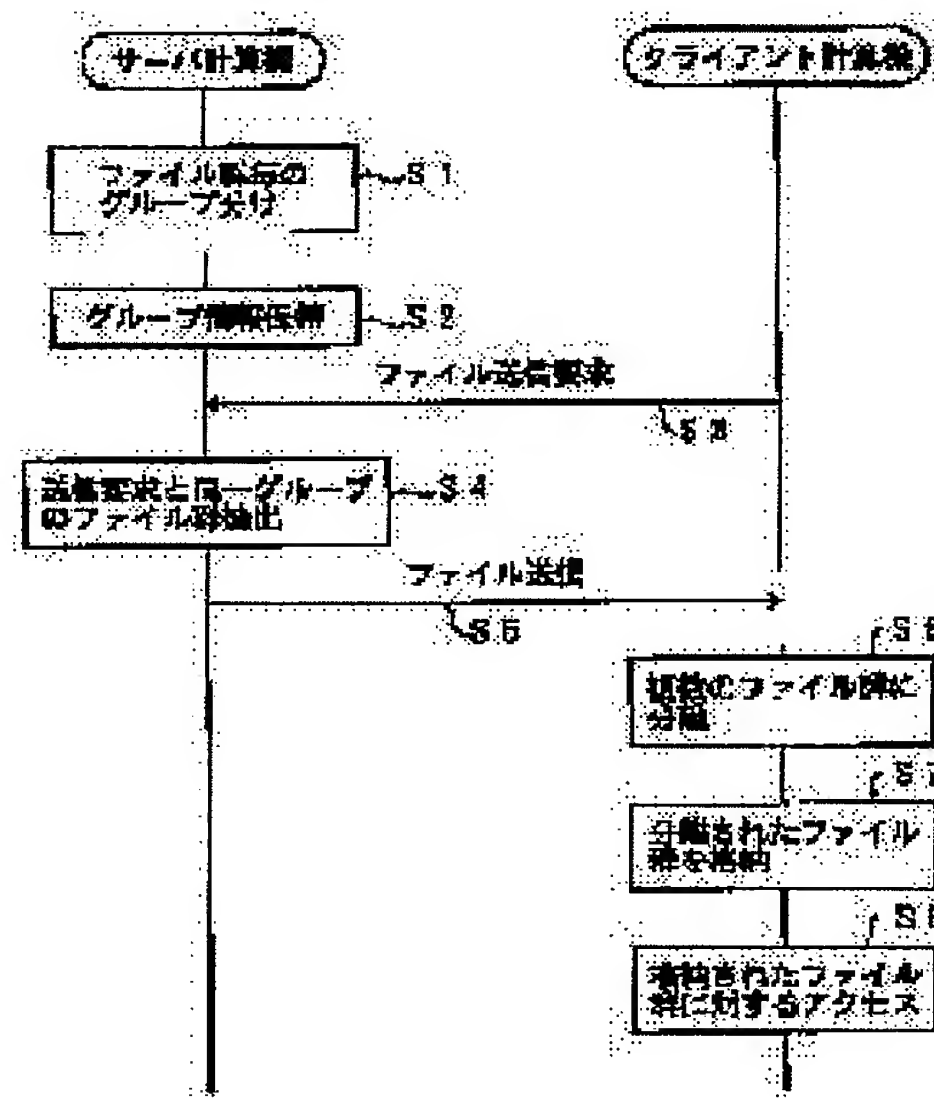 サーバ計算機
クライアント計算機
ファイル群毎の
グループ分け
S1
グループ情報保持
S2
ファイル送信要求
S3
送信要求と同一グループ
のファイル群抽出
S4
ファイル送信
S5
S6
複数のファイル群に
分離
S7
分離されたファイル
群を格納
格納されたファイル
群に対するアクセス